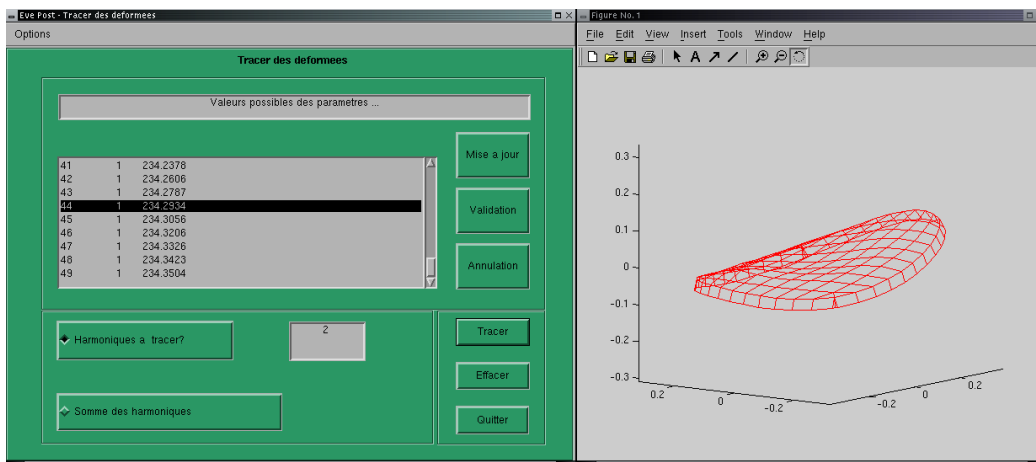 Eve Post - Tracer des deformees
Options
Tracer des deformees
Valeurs possibles des parametres ...
41 1 234.2378
42 1 234.2606
43 1 234.2787
44 1 234.2934
45 1 234.3056
46 1 234.3206
47 1 234.3326
48 1 234.3423
49 1 234.3504
Mise a jour
Validation
Annulation
Harmoniques a tracer?
2
Somme des harmoniques
Tracer
Effacer
Quitter
Figure No. 1
File Edit View Insert Tools Window Help
A
0.3
0.2
0.1
0
-0.1
-0.2
-0.3
0.2 0 -0.2
-0.2 0 0.2